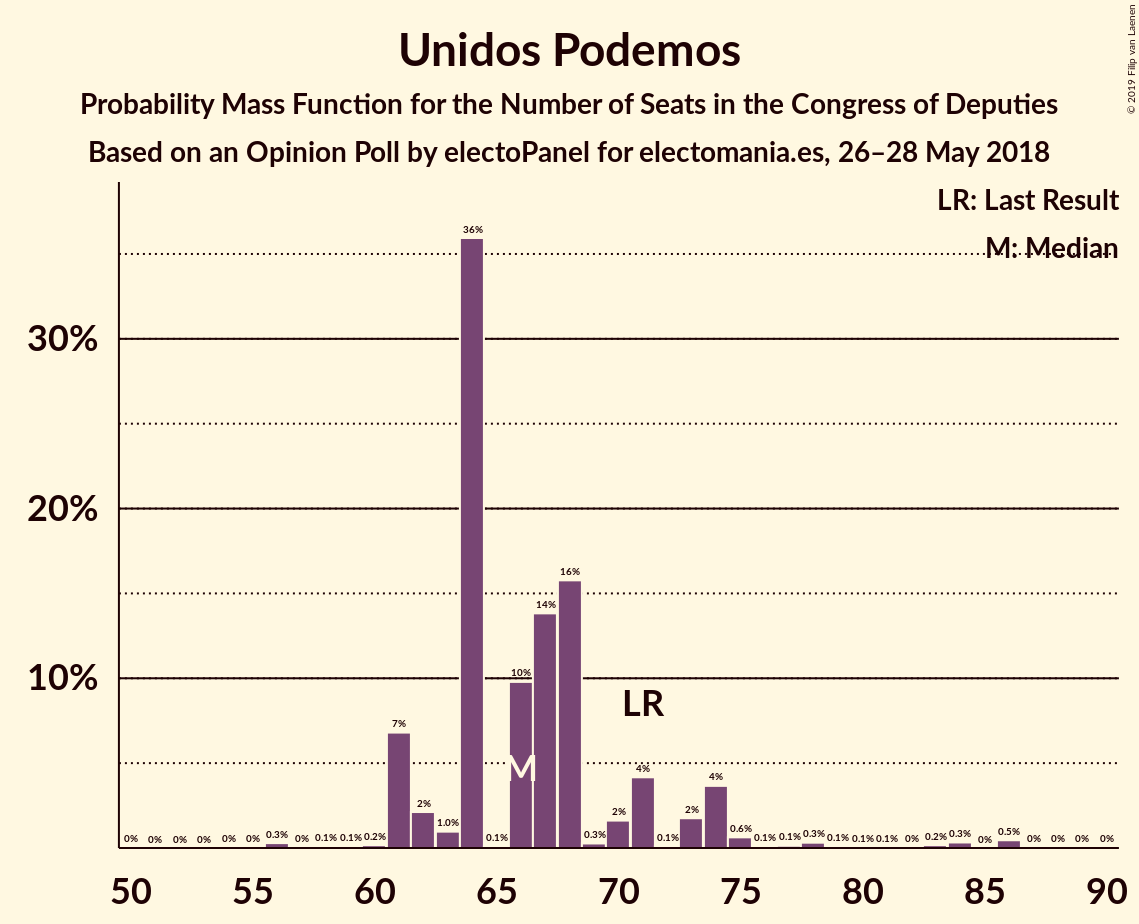 Unidos Podemos
Probability Mass Function for the Number of Seats in the Congress of Deputies
Based on an Opinion Poll by electoPanel for electomania.es, 26–28 May 2018
© 2019 Filip van Laenen
LR: Last Result
M: Median
30%
20%
10%
0% 0% 0% 0% 0% 0% 0.3% 0% 0.1% 0.1% 0.2% 7% 2% 1.0% 36% 0.1% 10% 14% 16% 0.3% 2% 4% 0.1% 2% 4% 0.6% 0.1% 0.1% 0.3% 0.1% 0.1% 0.1% 0% 0.2% 0.3% 0% 0.5% 0% 0% 0% 0%
LR
M
50 55 60 65 70 75 80 85 90